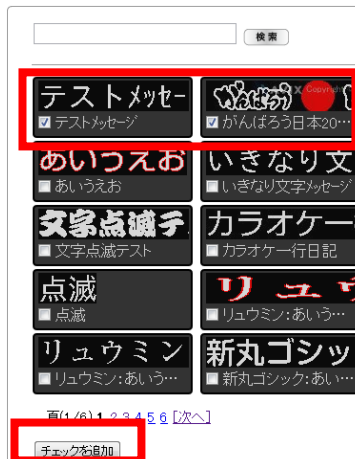 検索
テストメッセー
がんばろう Copyright
テストメッセージ
がんばろう日本20…
あいうえお
いきなり文
あいうえお
いきなり文字メッセージ
文字点滅テ
カラオケー
文字点滅テスト
カラオケ一行日記
点滅
リュウ
点滅
リュウミン:あいう…
リュウミン
新丸ゴシッ
リュウミン:あいう…
新丸ゴシック:あい…
頁(1/6) 1 2 3 4 5 6 [次へ]
チェックを追加